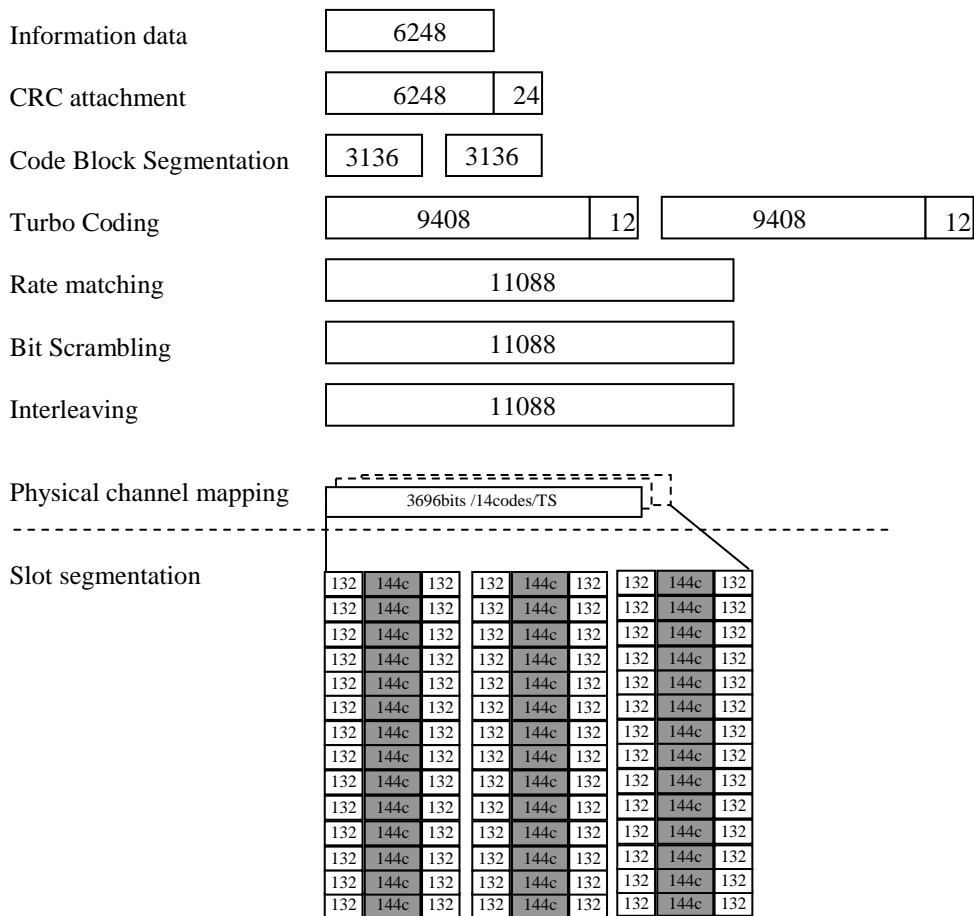 Information data 6248
CRC attachment 6248 24
Code Block Segmentation 3136 3136
Turbo Coding 9408 12 9408 12
Rate matching 11088
Bit Scrambling 11088
Interleaving 11088
Physical channel mapping 3696bits /14codes/TS
Slot segmentation
132 144c 132 132 144c 132 132 144c 132
132 144c 132 132 144c 132 132 144c 132
132 144c 132 132 144c 132 132 144c 132
132 144c 132 132 144c 132 132 144c 132
132 144c 132 132 144c 132 132 144c 132
132 144c 132 132 144c 132 132 144c 132
132 144c 132 132 144c 132 132 144c 132
132 144c 132 132 144c 132 132 144c 132
132 144c 132 132 144c 132 132 144c 132
132 144c 132 132 144c 132 132 144c 132
132 144c 132 132 144c 132 132 144c 132
132 144c 132 132 144c 132 132 144c 132
132 144c 132 132 144c 132 132 144c 132
132 144c 132 132 144c 132 132 144c 132